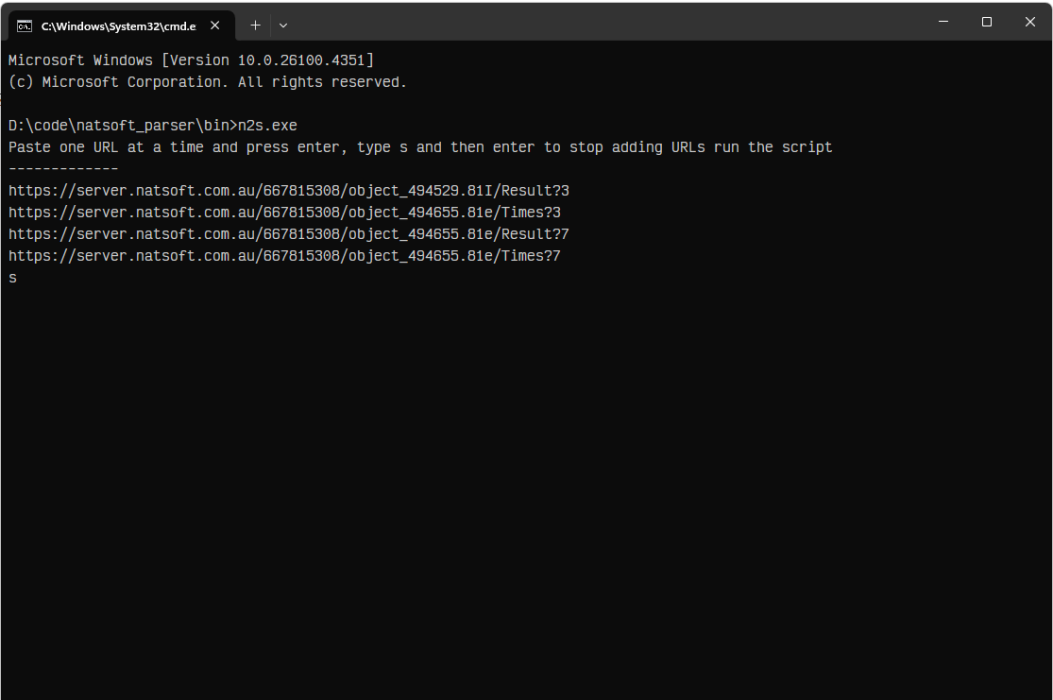 C:\Windows\System32\cmd.e
Microsoft Windows [Version 10.0.26100.4351]
(c) Microsoft Corporation. All rights reserved.
D:\code\natsoft_parser\bin>n2s.exe
Paste one URL at a time and press enter, type s and then enter to stop adding URLs run the script
-------------
https://server.natsoft.com.au/667815308/object_494529.81I/Result?3
https://server.natsoft.com.au/667815308/object_494655.81e/Times?3
https://server.natsoft.com.au/667815308/object_494655.81e/Result?7
https://server.natsoft.com.au/667815308/object_494655.81e/Times?7
s